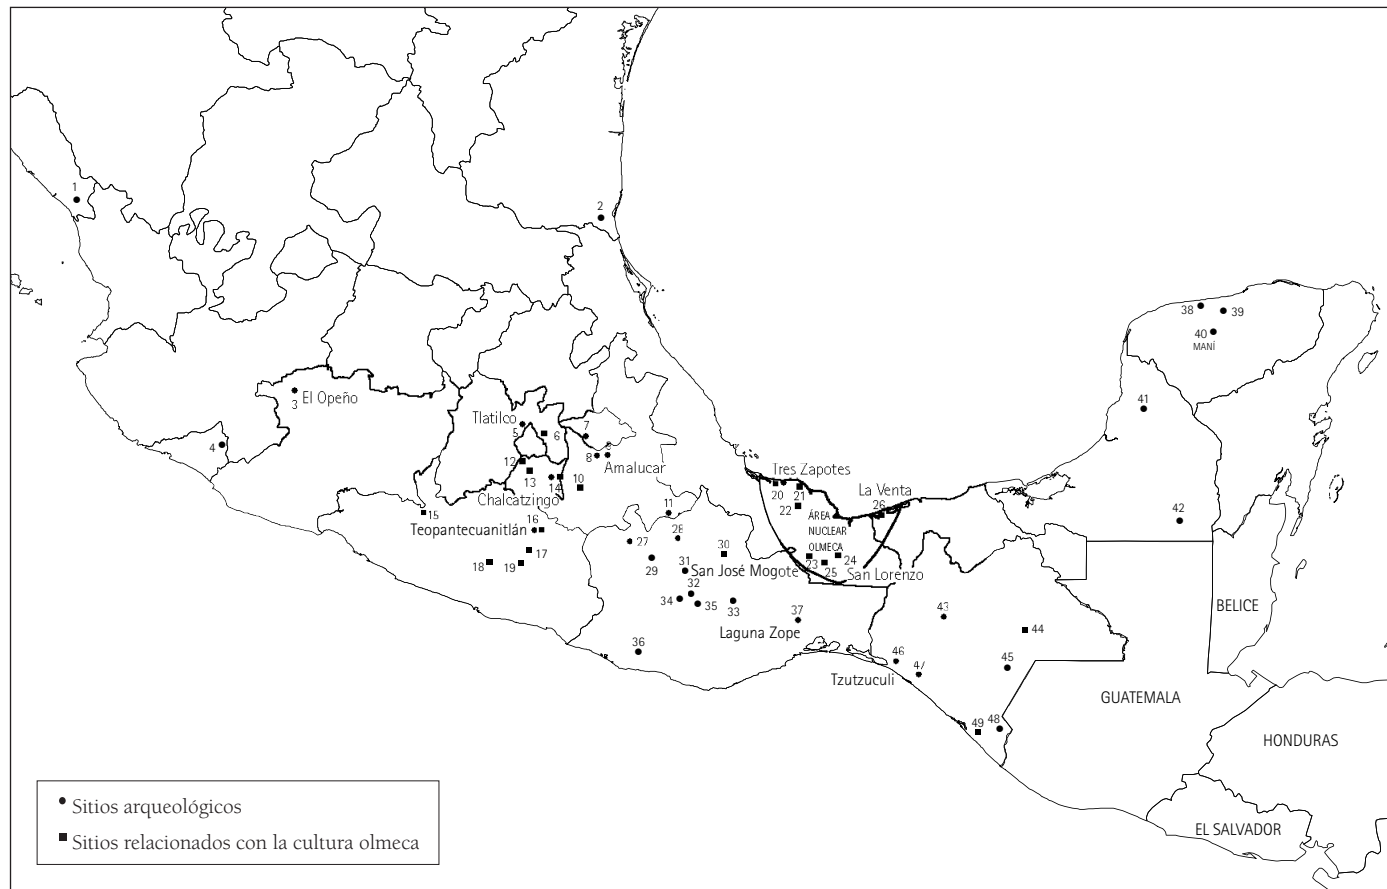 1
2
38
39
40
MANÍ
3 El Opeño
41
Tlatilco
5
6
7
4
8
9
Amalucar
12
13
14
10
Chalcatzingo
Tres Zapotes
20
21
La Venta
26
22
ÁREA
NUCLEAR
OLMECA
15
11
16
Teopantecuanitlán
28
27
30
42
17
18
19
29
31
San José Mogote
23
24
25
San Lorenzo
32
34
35
33
37
Laguna Zope
43
44
BELICE
36
46
47
45
Tzutzuculi
GUATEMALA
49
48
HONDURAS
EL SALVADOR
Sitios arqueológicos
Sitios relacionados con la cultura olmeca